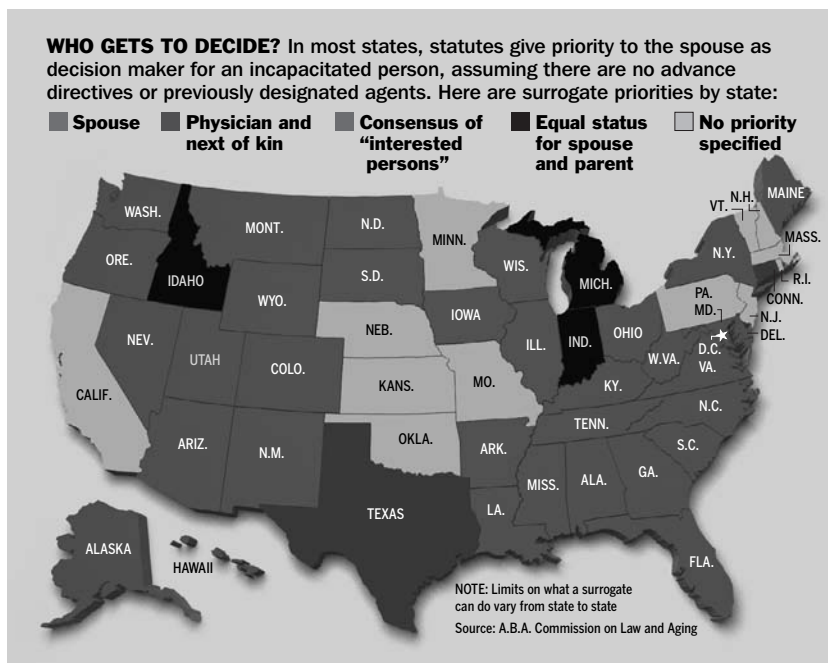 WHO GETS TO DECIDE? In most states, statutes give priority to the spouse as
decision maker for an incapacitated person, assuming there are no advance
directives or previously designated agents. Here are surrogate priorities by state:
Spouse
Physician and
next of kin
Consensus of
“interested
persons”
Equal status
for spouse
and parent
No priority
specified
WASH.
MONT.
N.D.
MINN.
VT.
N.H.
MAINE
MASS.
ORE.
IDAHO
S.D.
WIS.
MICH.
N.Y.
R.I.
CONN.
WYO.
IOWA
PA.
MD.
N.J.
DEL.
NEV.
UTAH
COLO.
NEB.
ILL.
IND.
OHIO
W.VA.
D.C.
VA.
CALIF.
KANS.
MO.
KY.
N.C.
ARIZ.
N.M.
OKLA.
ARK.
TENN.
S.C.
TEXAS
LA.
MISS.
ALA.
GA.
FLA.
ALASKA
HAWAII
NOTE: Limits on what a surrogate
can do vary from state to state
Source: A.B.A. Commission on Law and Aging